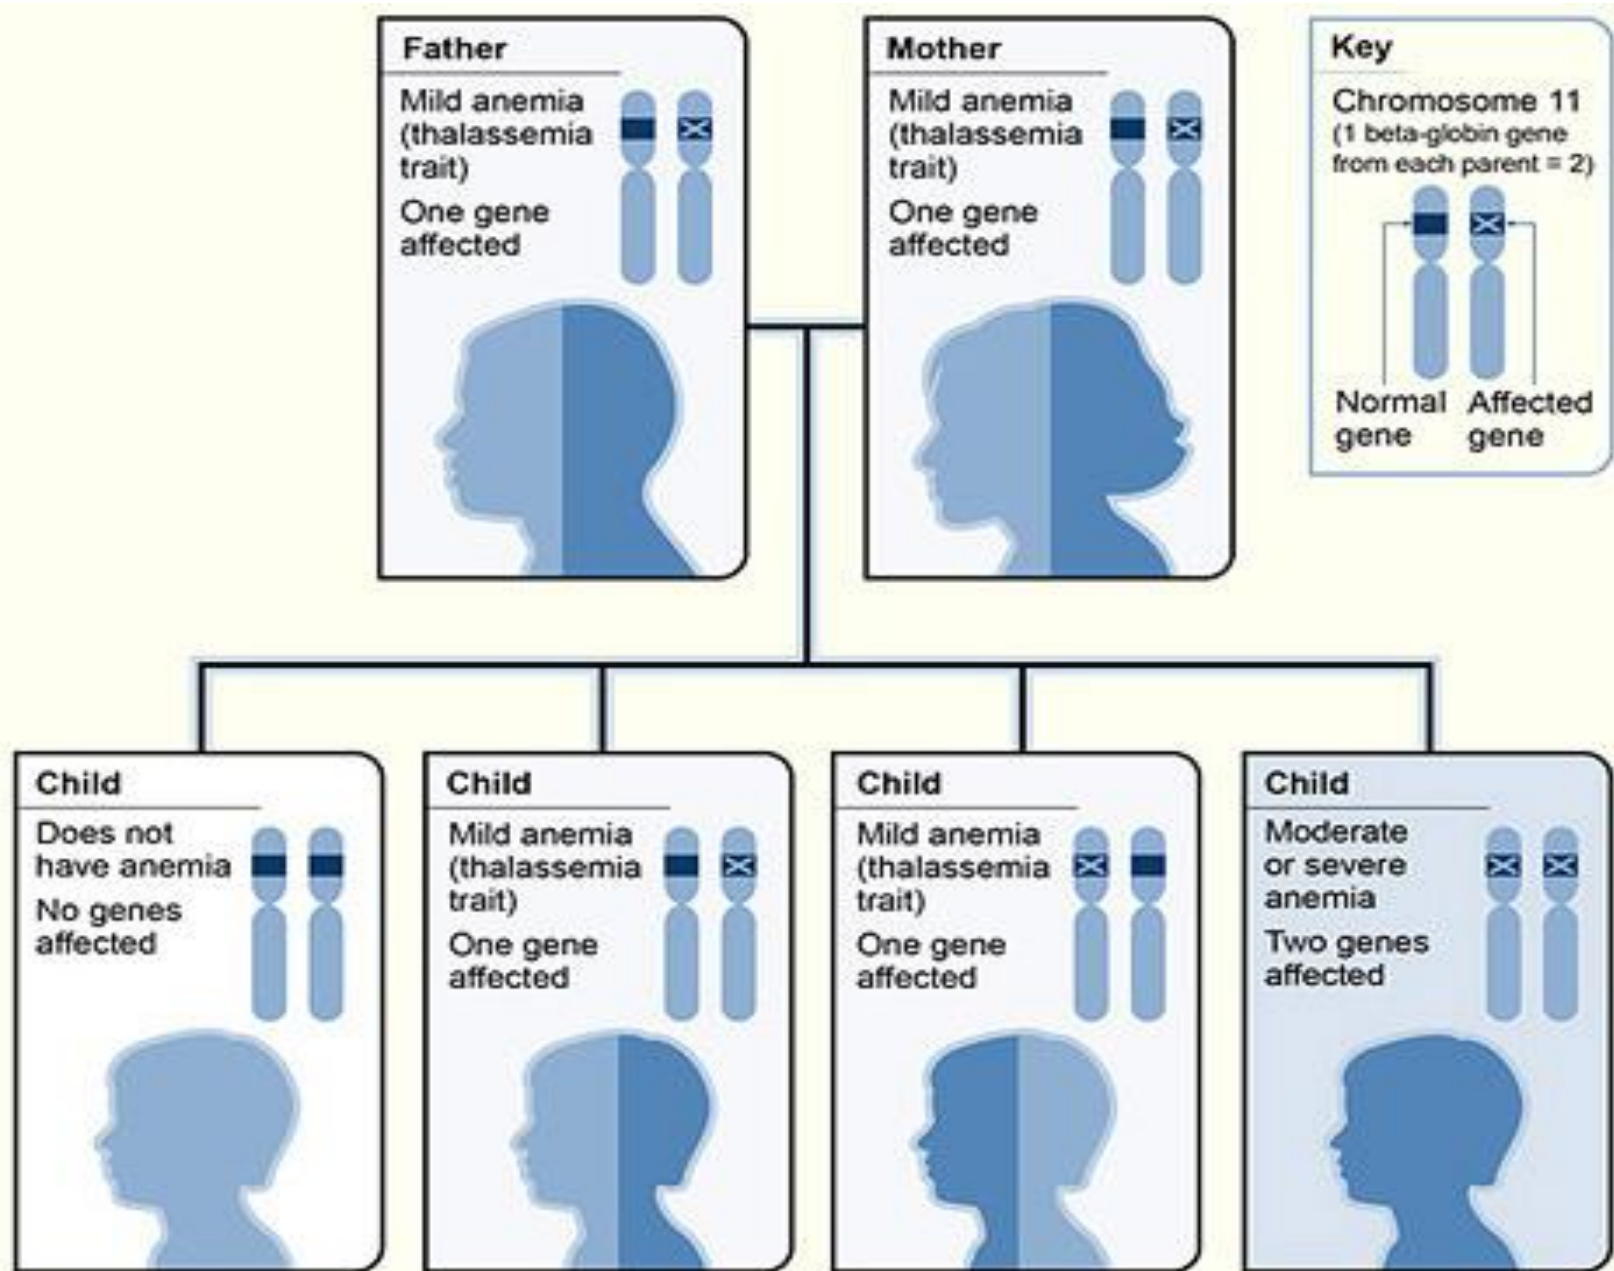 Father
Mild anemia
(thalassemia
trait)
One gene
affected
Mother
Mild anemia
(thalassemia
trait)
One gene
affected
Key
Chromosome 11
(1 beta-globin gene
from each parent = 2)
Normal
gene
Affected
gene
Child
Does not
have anemia
No genes
affected
Child
Mild anemia
(thalassemia
trait)
One gene
affected
Child
Mild anemia
(thalassemia
trait)
One gene
affected
Child
Moderate
or severe
anemia
Two genes
affected